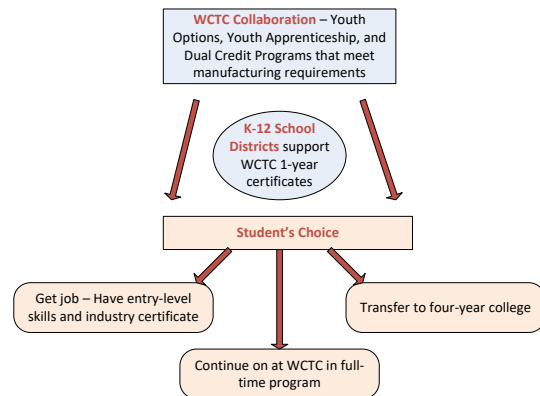 WCTC Collaboration – Youth
Options, Youth Apprenticeship, and
Dual Credit Programs that meet
manufacturing requirements
K-12 School
Districts support
WCTC 1-year
certificates
Student's Choice
Get job – Have entry-level
skills and industry certificate
Transfer to four-year college
Continue on at WCTC in full-
time program